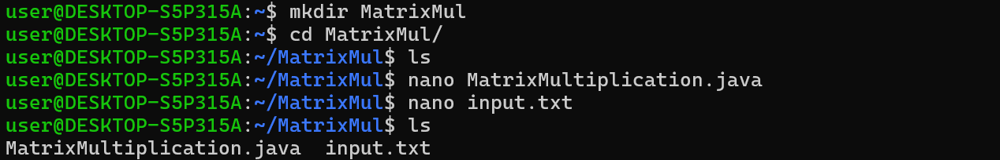 user@DESKTOP-S5P315A:~$ mkdir MatrixMul
user@DESKTOP-S5P315A:~$ cd MatrixMul/
user@DESKTOP-S5P315A:~/MatrixMul$ ls
user@DESKTOP-S5P315A:~/MatrixMul$ nano MatrixMultiplication.java
user@DESKTOP-S5P315A:~/MatrixMul$ nano input.txt
user@DESKTOP-S5P315A:~/MatrixMul$ ls
MatrixMultiplication.java  input.txt